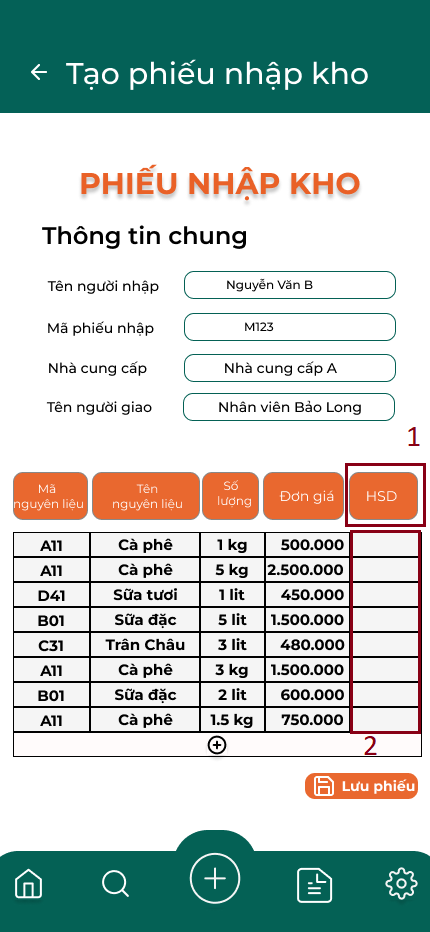 Tạo phiếu nhập kho
PHIẾU NHẬP KHO
Thông tin chung
Tên người nhập Nguyễn Văn B
Mã phiếu nhập M123
Nhà cung cấp Nhà cung cấp A
Tên người giao Nhân viên Bảo Long
1
Mã nguyên liệu Tên nguyên liệu Số lượng Đơn giá HSD
A11 Cà phê 1 kg 500.000
A11 Cà phê 5 kg 2.500.000
D41 Sữa tươi 1 lit 450.000
B01 Sữa đặc 5 lit 1.500.000
C31 Trân Châu 3 lit 480.000
A11 Cà phê 3 kg 1.500.000
B01 Sữa đặc 2 lit 600.000
A11 Cà phê 1.5 kg 750.000
2
Lưu phiếu